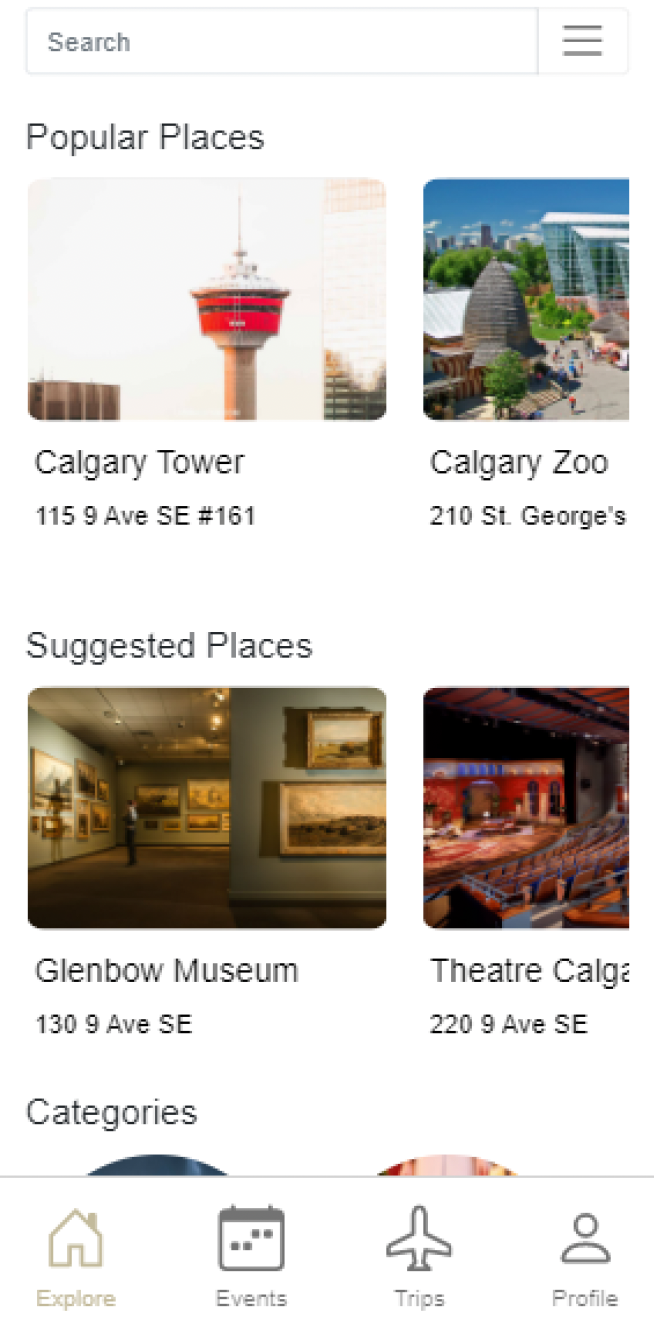 Search
Popular Places
Calgary Tower
115 9 Ave SE #161
Calgary Zoo
210 St. George's
Suggested Places
Glenbow Museum
130 9 Ave SE
Theatre Calga
220 9 Ave SE
Categories
Explore
Events
Trips
Profile